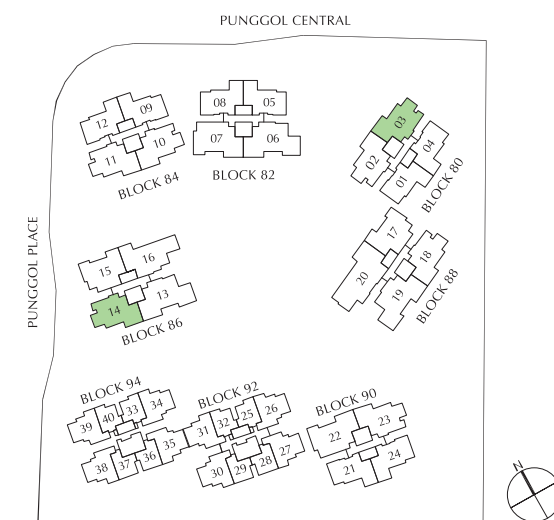 PUNGGOL CENTRAL
PUNGGOL PLACE
12 09
11 10
BLOCK 84
08 05
07 06
BLOCK 82
03
02 04
01
BLOCK 80
15 16
14 13
BLOCK 86
17
20 18
19
BLOCK 88
BLOCK 94
39 40 33 34
38 37 36 35
BLOCK 92
31 32 25 26
30 29 28 27
BLOCK 90
22 23
21 24
N